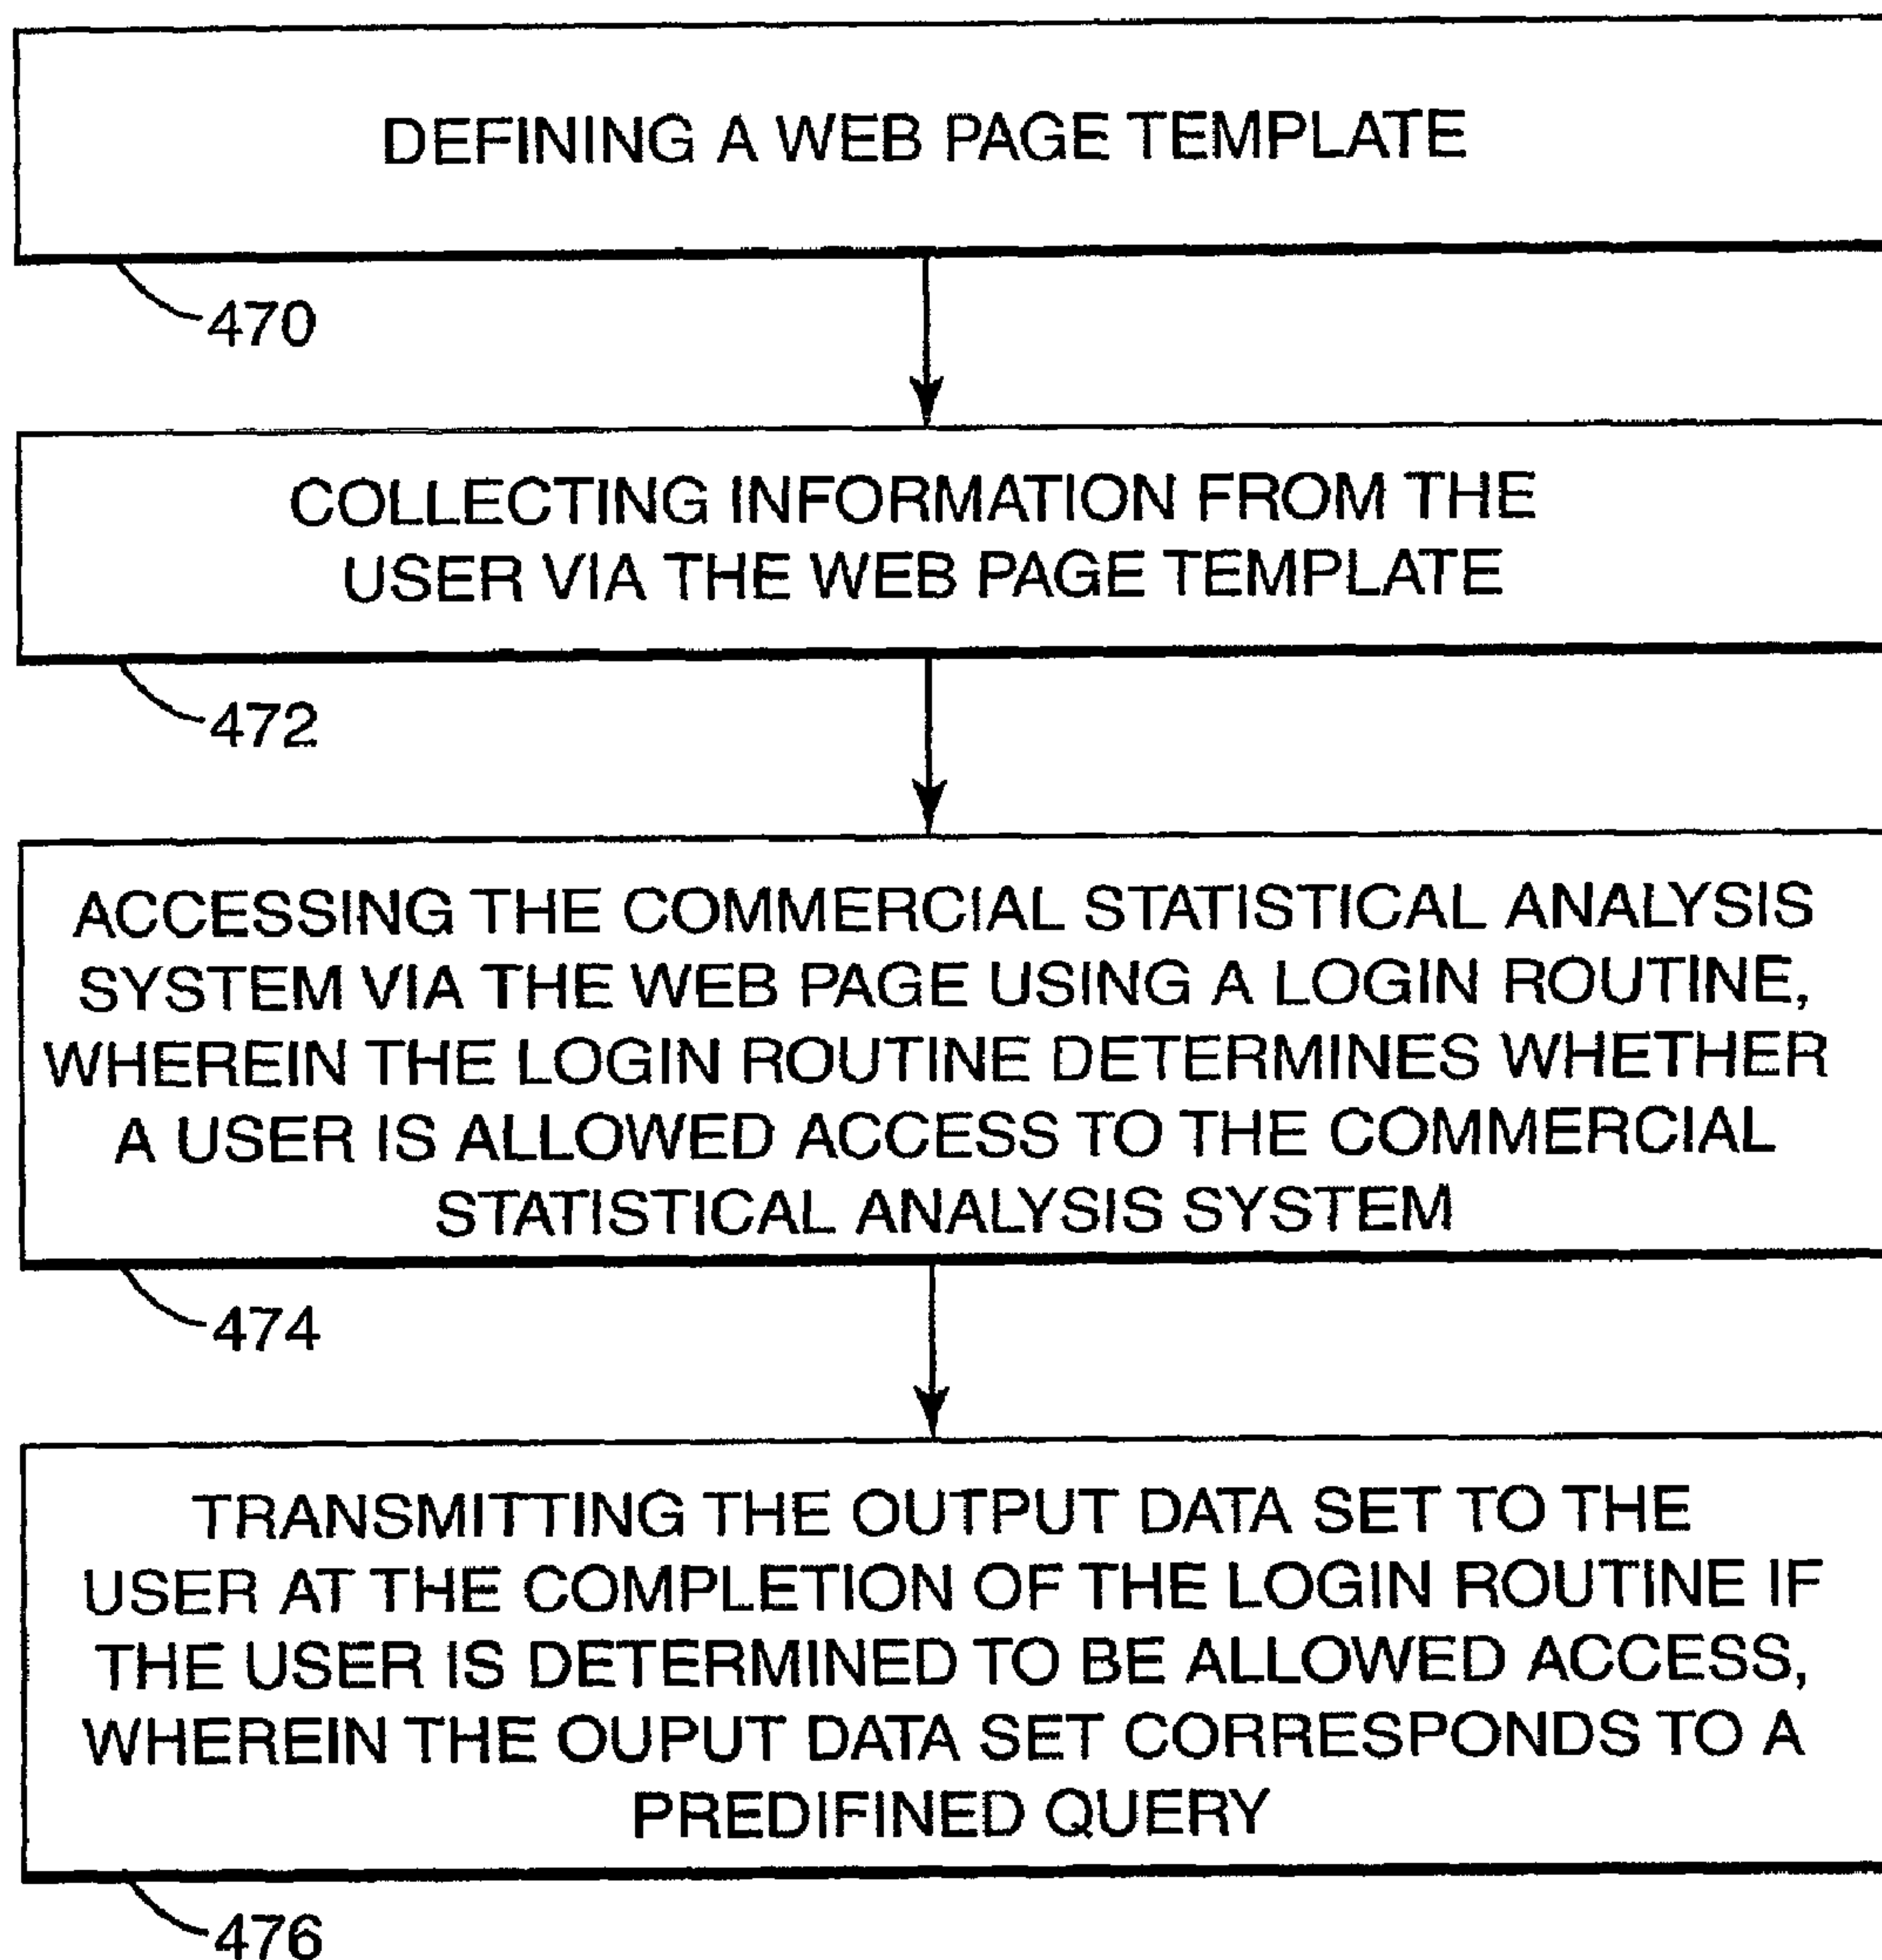 DEFINING A WEB PAGE TEMPLATE
470
COLLECTING INFORMATION FROM THE
USER VIA THE WEB PAGE TEMPLATE
472
ACCESSING THE COMMERCIAL STATISTICAL ANALYSIS
SYSTEM VIA THE WEB PAGE USING A LOGIN ROUTINE,
WHEREIN THE LOGIN ROUTINE DETERMINES WHETHER
A USER IS ALLOWED ACCESS TO THE COMMERCIAL
STATISTICAL ANALYSIS SYSTEM
474
TRANSMITTING THE OUTPUT DATA SET TO THE
USER AT THE COMPLETION OF THE LOGIN ROUTINE IF
THE USER IS DETERMINED TO BE ALLOWED ACCESS,
WHEREIN THE OUPUT DATA SET CORRESPONDS TO A
PREDIFINED QUERY
476